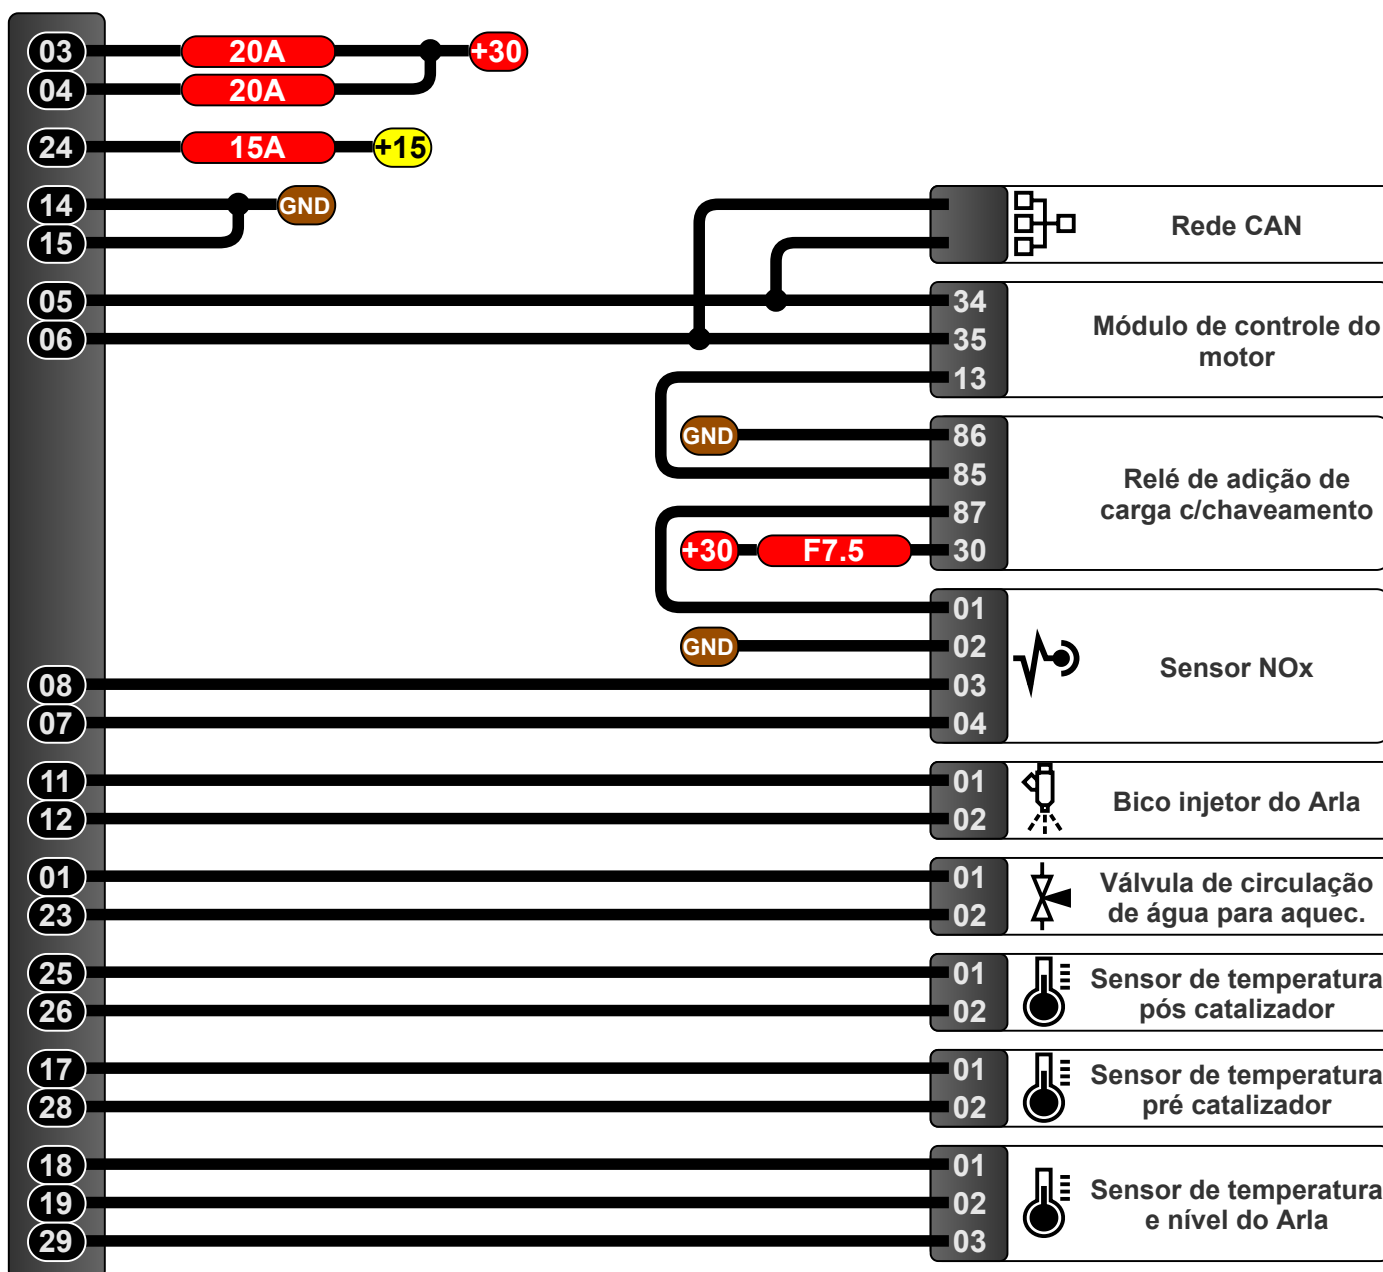 03 20A +30
04 20A
24 15A +15
14 GND
15
Rede CAN
05 34
06 35
13
Módulo de controle do
motor
GND 86
85
87
+30 F7.5 30
Relé de adição de
carga c/chaveamento
01
GND 02
08 03
07 04
Sensor NOx
11 01
12 02
Bico injetor do Arla
01 01
23 02
Válvula de circulação
de água para aquec.
25 01
26 02
Sensor de temperatura
pós catalizador
17 01
28 02
Sensor de temperatura
pré catalizador
18 01
19 02
29 03
Sensor de temperatura
e nível do Arla